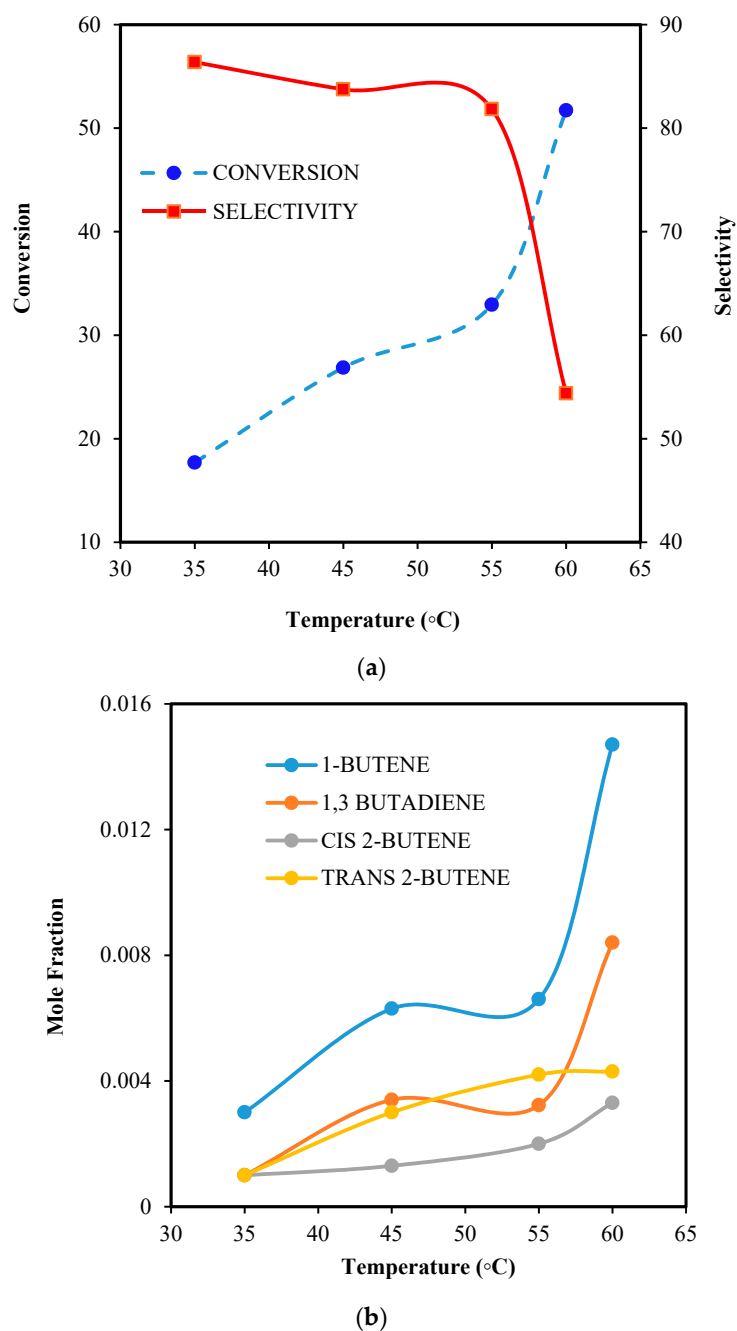 60
90
50
80
CONVERSION
SELECTIVITY
40
70
Conversion
Selectivity
30
60
20
50
10
40
30 35 40 45 50 55 60 65
Temperature (◦C)
(a)
0.016
1-BUTENE
1,3 BUTADIENE
0.012
CIS 2-BUTENE
TRANS 2-BUTENE
0.008
Mole Fraction
0.004
0
30 35 40 45 50 55 60 65
Temperature (◦C)
(b)